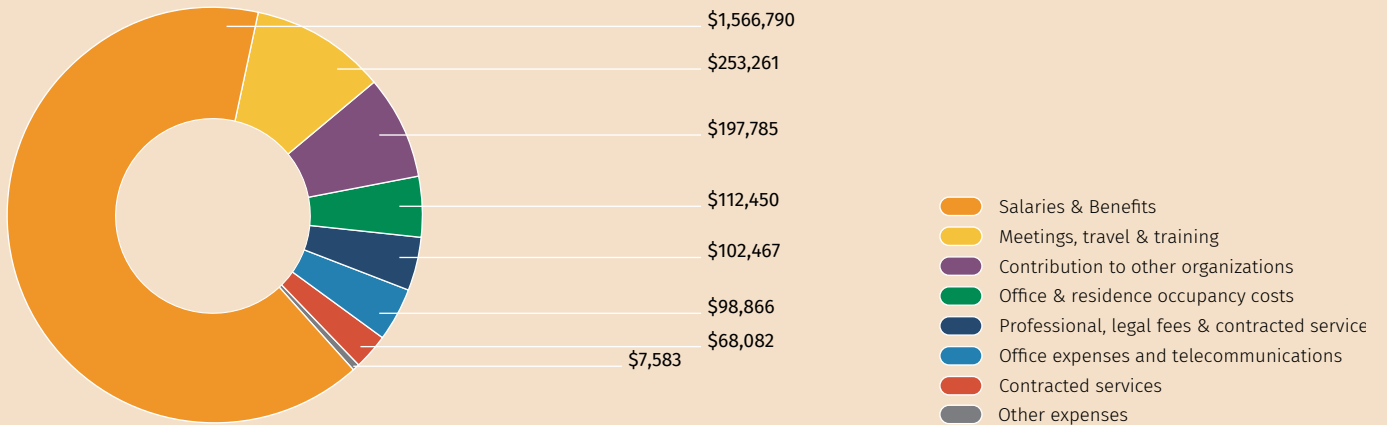 $1,566,790
$253,261
$197,785
$112,450
$102,467
$98,866
$68,082
$7,583
Salaries & Benefits
Meetings, travel & training
Contribution to other organizations
Office & residence occupancy costs
Professional, legal fees & contracted service
Office expenses and telecommunications
Contracted services
Other expenses